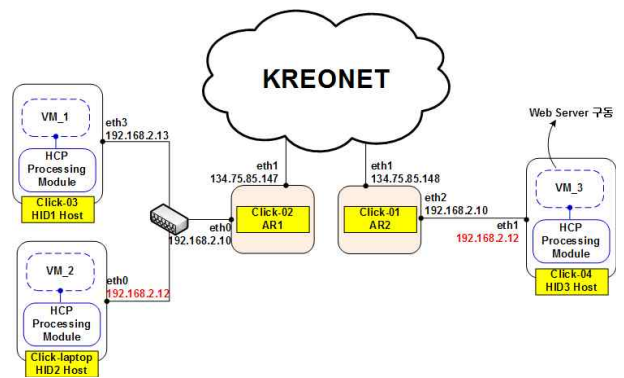 KREONET
VM_1
HCP
Processing
Module
Click-03
HID1 Host
eth3
192.168.2.13
VM_2
HCP
Processing
Module
Click-laptop
HID2 Host
eth0
192.168.2.12
eth1
134.75.85.147
Click-02
AR1
eth0
192.168.2.10
eth1
134.75.85.148
Click-01
AR2
eth2
192.168.2.10
eth1
192.168.2.12
Web Server 구동
VM_3
HCP
Processing
Module
Click-04
HID3 Host